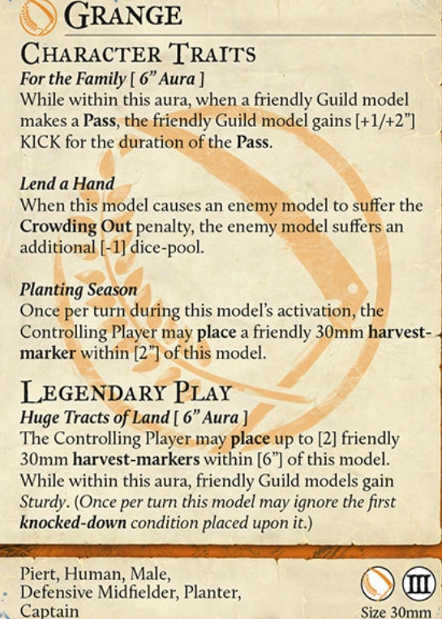 GRANGE
CHARACTER TRAITS
For the Family [ 6” Aura ]
While within this aura, when a friendly Guild model
makes a Pass, the friendly Guild model gains [+1/+2”]
KICK for the duration of the Pass.
Lend a Hand
When this model causes an enemy model to suffer the
Crowding Out penalty, the enemy model suffers an
additional [-1] dice-pool.
Planting Season
Once per turn during this model’s activation, the
Controlling Player may place a friendly 30mm harvest-
marker within [2”] of this model.
LEGENDARY PLAY
Huge Tracts of Land [ 6” Aura ]
The Controlling Player may place up to [2] friendly
30mm harvest-markers within [6”] of this model.
While within this aura, friendly Guild models gain
Sturdy. (Once per turn this model may ignore the first
knocked-down condition placed upon it.)
Piert, Human, Male,
Defensive Midfielder, Planter,
Captain
III
Size 30mm